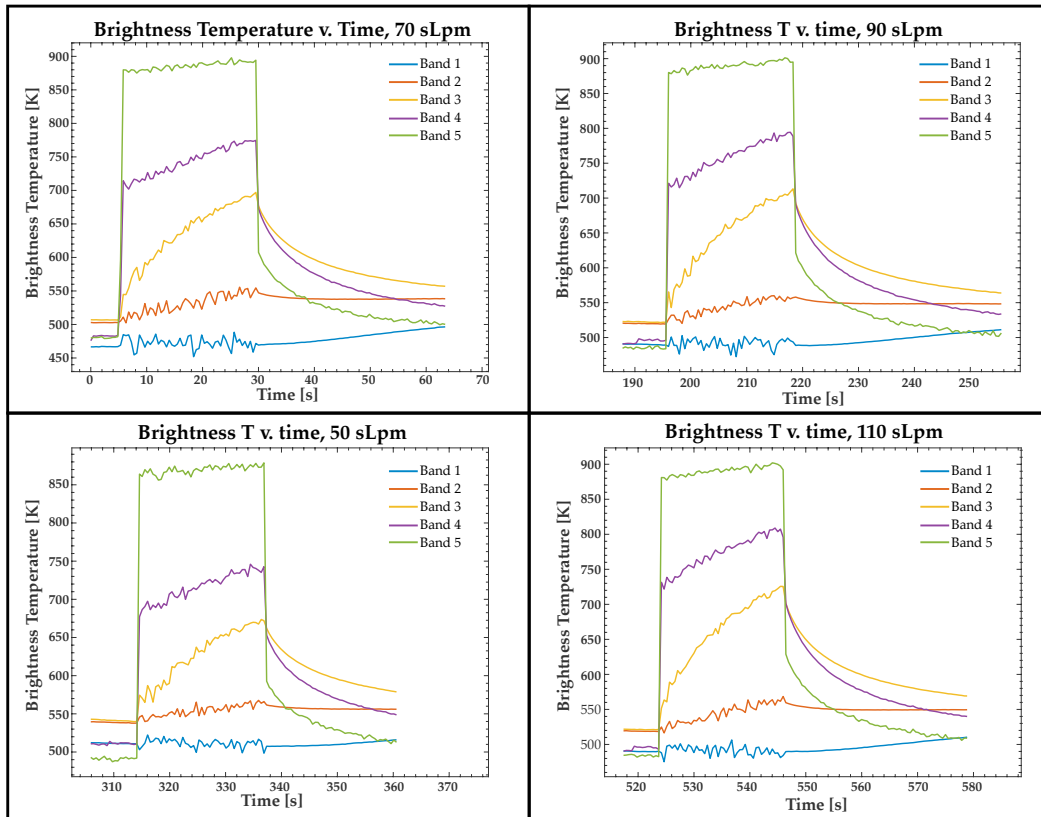 Brightness Temperature v. Time, 70 sLpm
Brightness Temperature [K]
900
850
800
750
700
650
600
550
500
450
Band 1
Band 2
Band 3
Band 4
Band 5
0 10 20 30 40 50 60 70
Time [s]
Brightness T v. time, 90 sLpm
Brightness Temperature [K]
900
850
800
750
700
650
600
550
500
Band 1
Band 2
Band 3
Band 4
Band 5
190 200 210 220 230 240 250
Time [s]
Brightness T v. time, 50 sLpm
Brightness Temperature [K]
850
800
750
700
650
600
550
500
Band 1
Band 2
Band 3
Band 4
Band 5
310 320 330 340 350 360 370
Time [s]
Brightness T v. time, 110 sLpm
Brightness Temperature [K]
900
850
800
750
700
650
600
550
500
Band 1
Band 2
Band 3
Band 4
Band 5
520 530 540 550 560 570 580
Time [s]